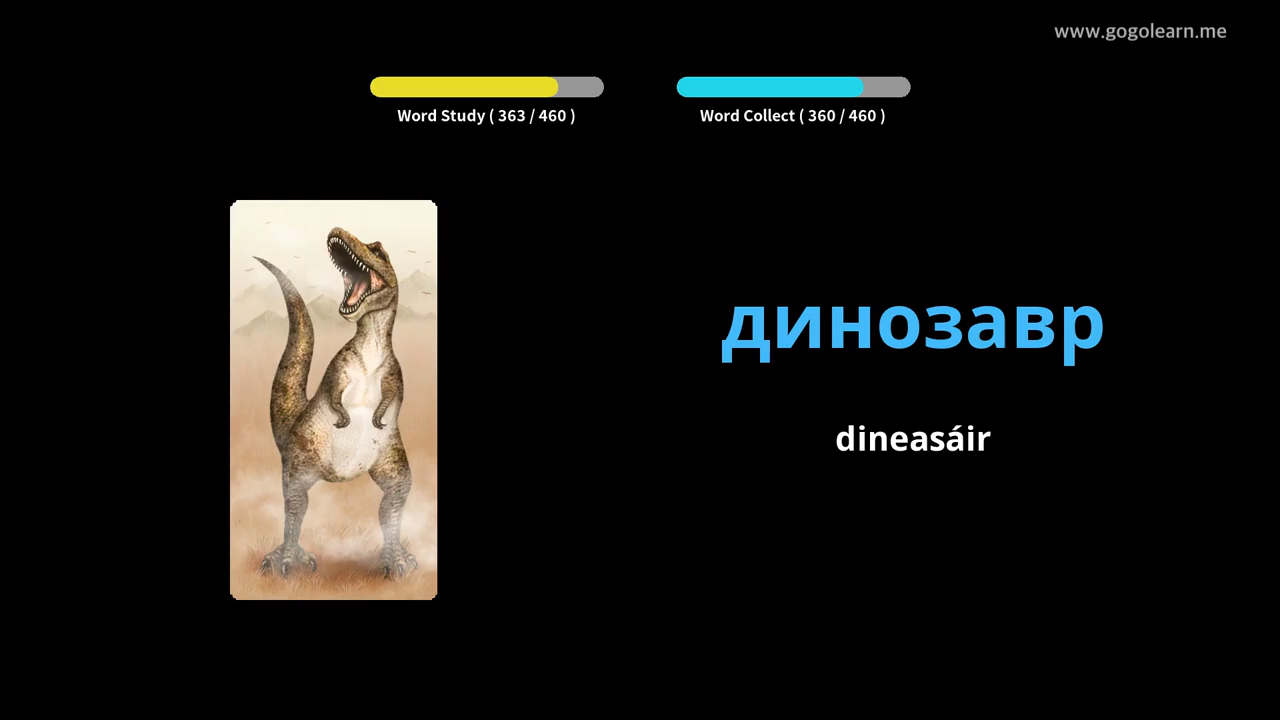 www.gogolearn.me
Word Study ( 363 / 460 )
Word Collect ( 360 / 460 )
динозавр
dineasáir